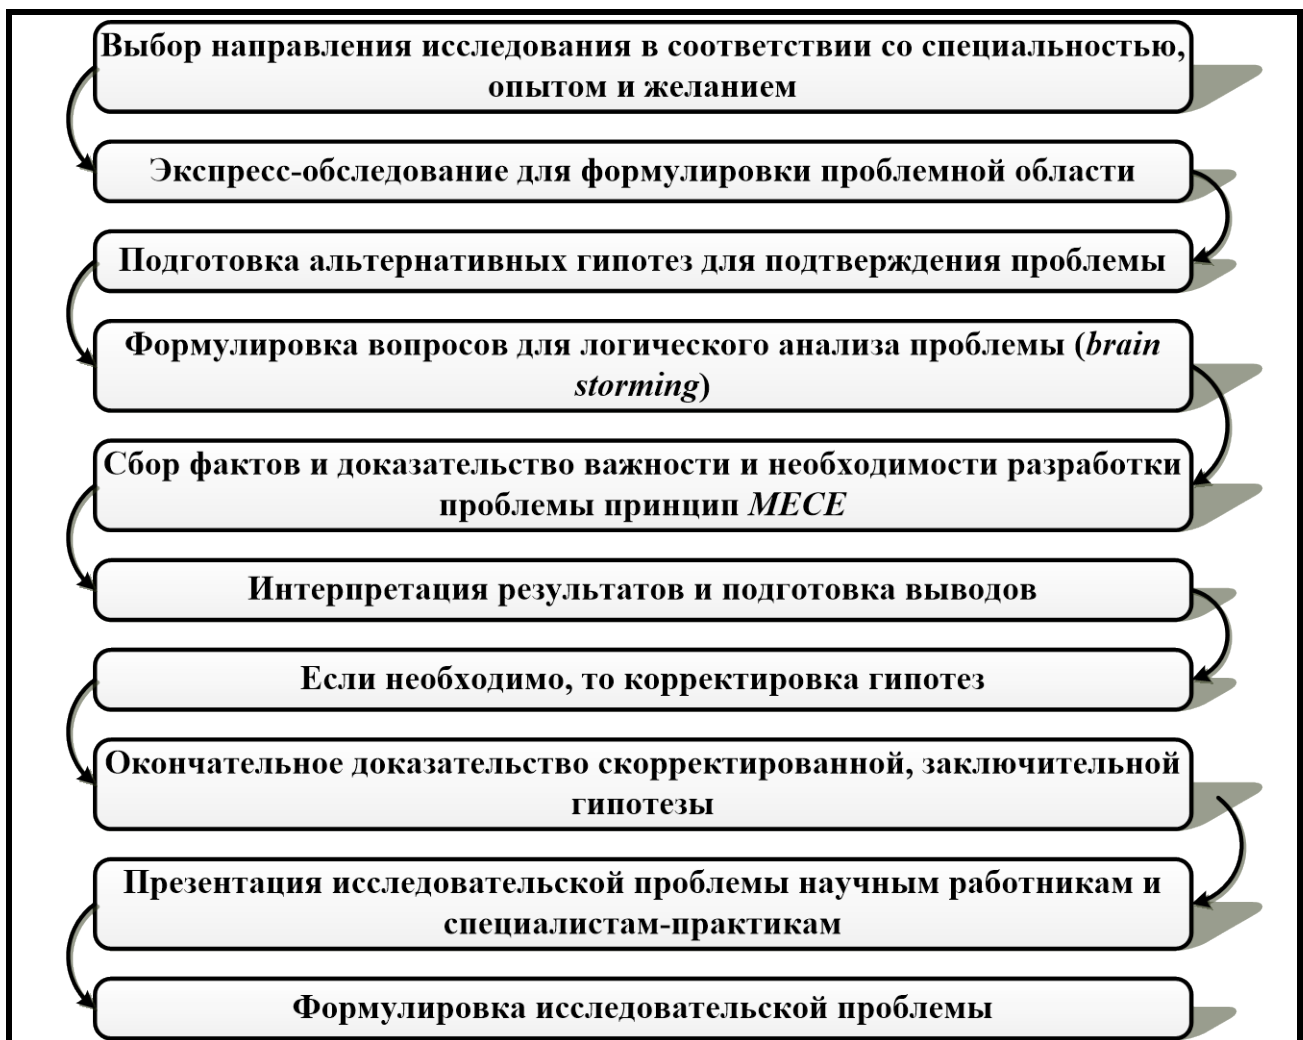 Выбор направления исследования в соответствии со специальностью,
опытом и желанием
Экспресс-обследование для формулировки проблемной области
Подготовка альтернативных гипотез для подтверждения проблемы
Формулировка вопросов для логического анализа проблемы (brain
storming)
Сбор фактов и доказательство важности и необходимости разработки
проблемы принцип MECE
Интерпретация результатов и подготовка выводов
Если необходимо, то корректировка гипотез
Окончательное доказательство скорректированной, заключительной
гипотезы
Презентация исследовательской проблемы научным работникам и
специалистам-практикам
Формулировка исследовательской проблемы